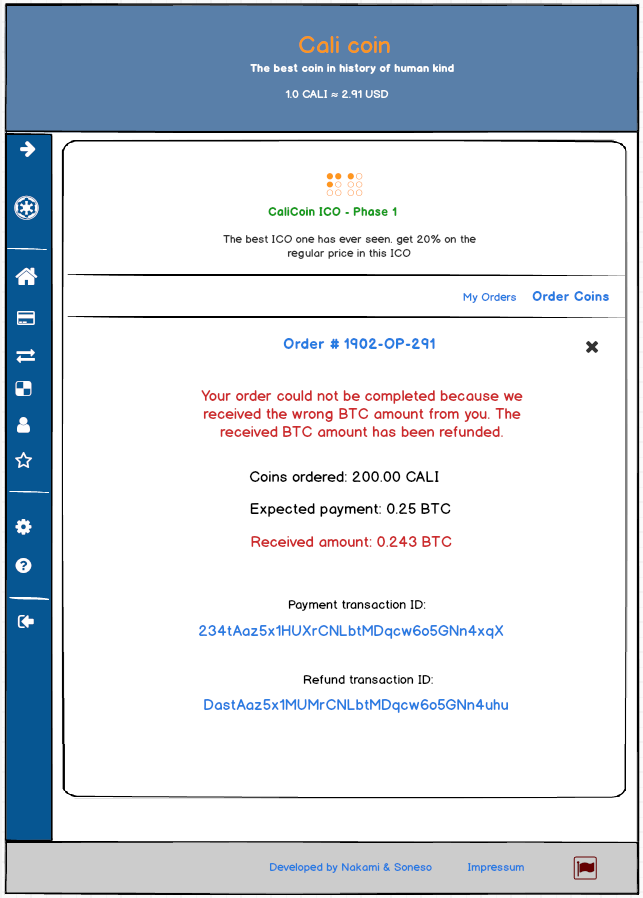 Cali coin
The best coin in history of human kind
1.0 CALI ≈ 2.91 USD
CaliCoin ICO - Phase 1
The best ICO one has ever seen. get 20% on the
regular price in this ICO
My Orders Order Coins
Order # 1902-OP-291
Your order could not be completed because we
received the wrong BTC amount from you. The
received BTC amount has been refunded.
Coins ordered: 200.00 CALI
Expected payment: 0.25 BTC
Received amount: 0.243 BTC
Payment transaction ID:
234tAaz5x1HUXrCNLbtMDqcw6o5GNn4xqX
Refund transaction ID:
DastAaz5x1MUMrCNLbtMDqcw6o5GNn4uhu
Developed by Nakami & Soneso Impressum